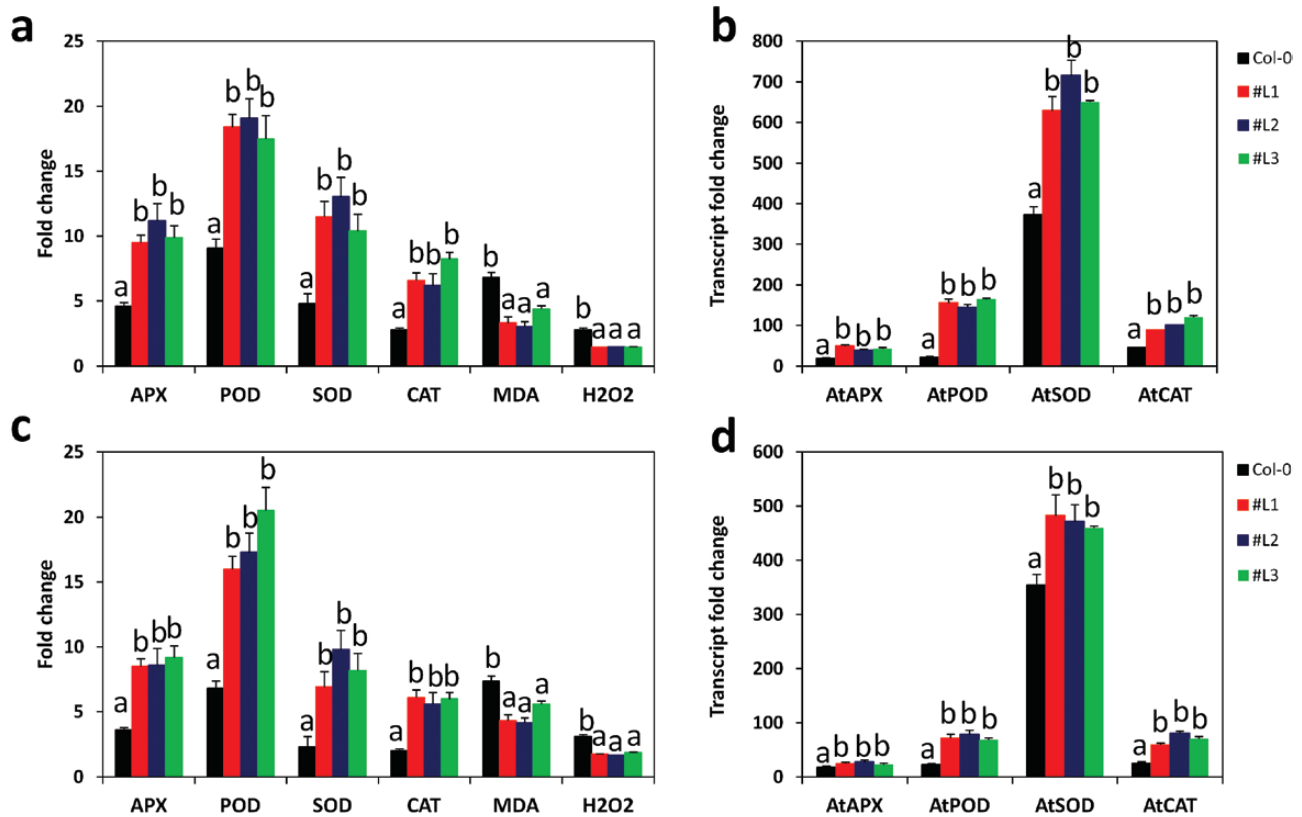 a
25
20
15
10
5
0
Fold change
a b b b
a b b b
a b b b
a b b b
b a a a
b a a a
APX POD SOD CAT MDA H2O2
b
800
700
600
500
400
300
200
100
0
Transcript fold change
a b b b
a b b b
a b b b
a b b b
AtAPX AtPOD AtSOD AtCAT
Col-0
#L1
#L2
#L3
c
25
20
15
10
5
0
Fold change
a b b b
a b b b
a b b b
a b b b
b a a a
b a a a
APX POD SOD CAT MDA H2O2
d
600
500
400
300
200
100
0
Transcript fold change
a b b b
a b b b
a b b b
a b b b
AtAPX AtPOD AtSOD AtCAT
Col-0
#L1
#L2
#L3